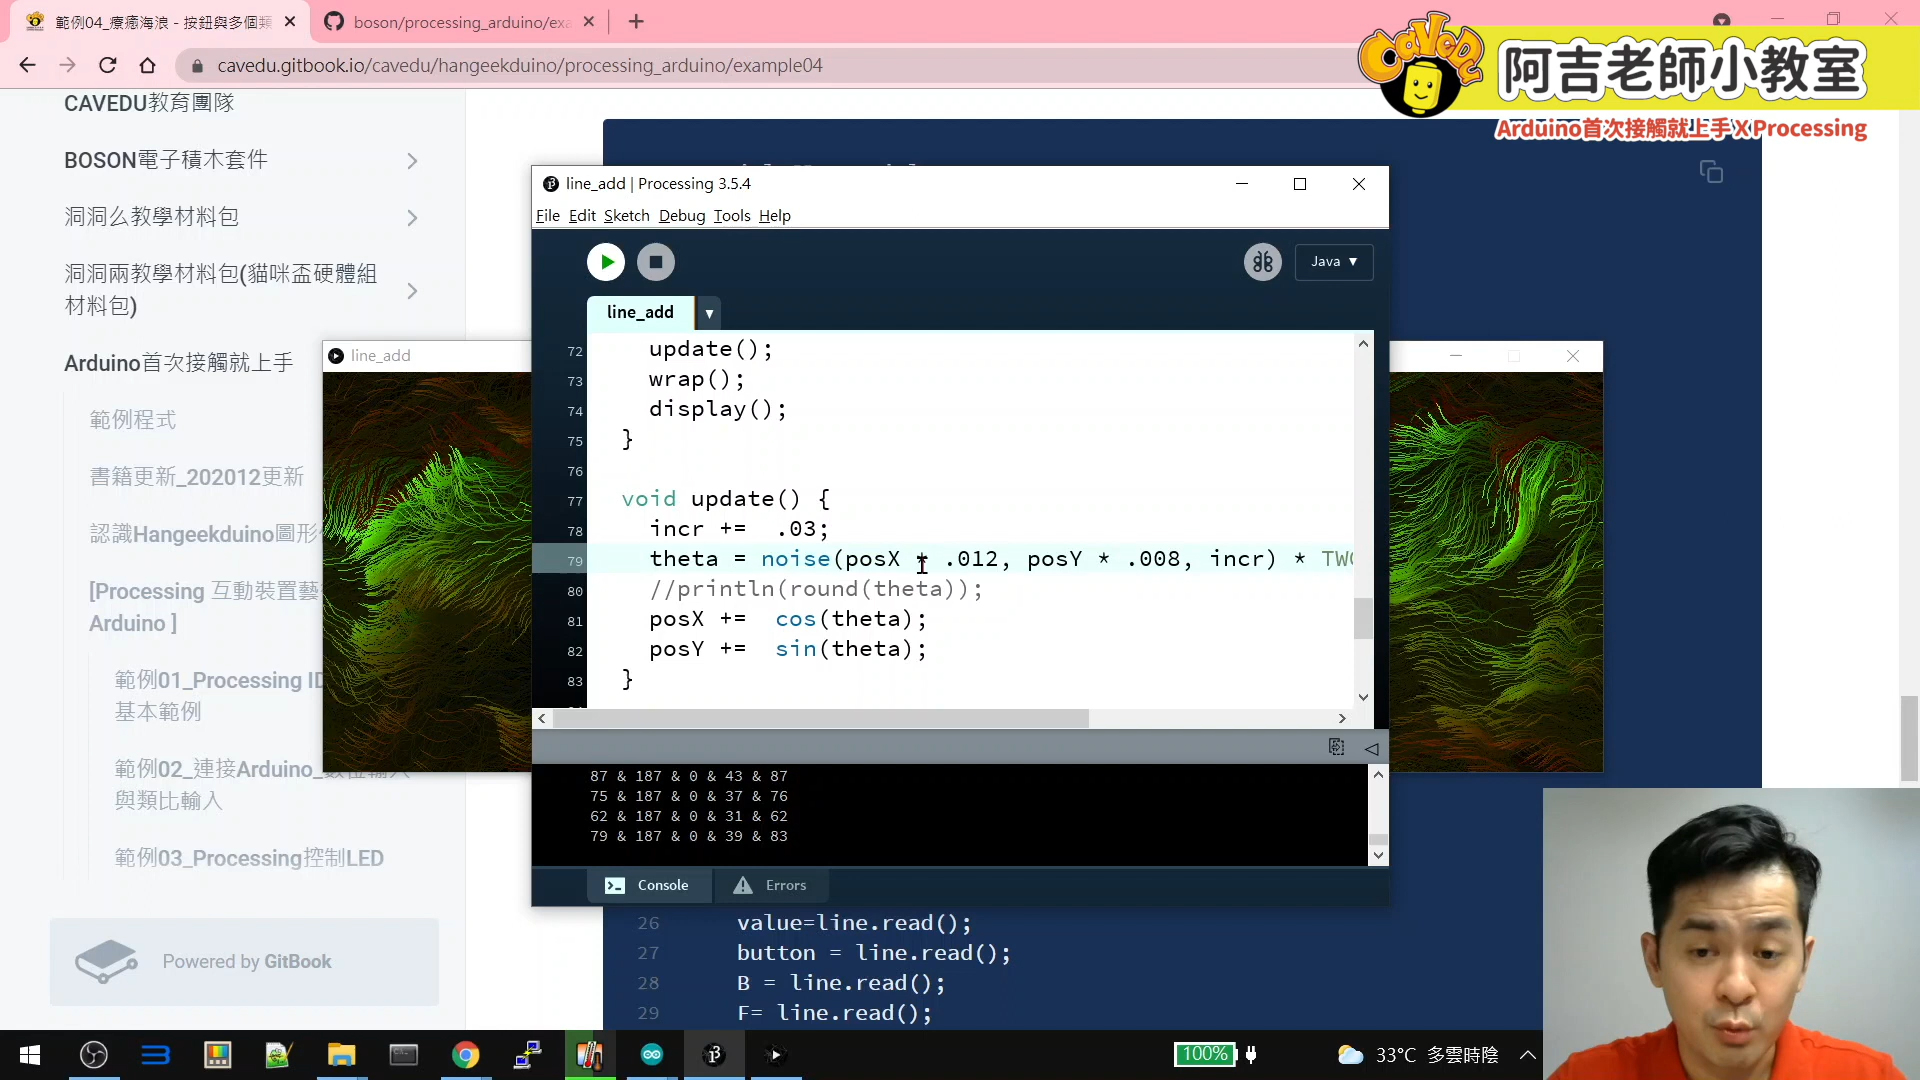 範例04_療癒海浪 - 按鈕與多個類
boson/processing_arduino/exa
cavedu.gitbook.io/cavedu/hangeekduino/processing_arduino/example04
CAVEDU
阿吉老師小教室
Arduino首次接觸就上手 X Processing
CAVEDU教育團隊
BOSON電子積木套件
洞洞么教學材料包
洞洞兩教學材料包(貓咪盃硬體組
材料包)
Arduino首次接觸就上手
範例程式
書籍更新_202012更新
認識Hangeekduino圖形
[Processing 互動裝置藝
Arduino ]
範例01_Processing ID
基本範例
範例02_連接Arduino_數位輸入
與類比輸入
範例03_Processing控制LED
Powered by GitBook
line_add
line_add | Processing 3.5.4
File Edit Sketch Debug Tools Help
Java ▼
line_add
72 update();
73 wrap();
74 display();
75 }
76
77 void update() {
78 incr += .03;
79 theta = noise(posX * .012, posY * .008, incr) * TWO
80 //println(round(theta));
81 posX += cos(theta);
82 posY += sin(theta);
83 }
87 & 187 & 0 & 43 & 87
75 & 187 & 0 & 37 & 76
62 & 187 & 0 & 31 & 62
79 & 187 & 0 & 39 & 83
Console Errors
26 value=line.read();
27 button = line.read();
28 B = line.read();
29 F= line.read();
100%
33°C 多雲時陰